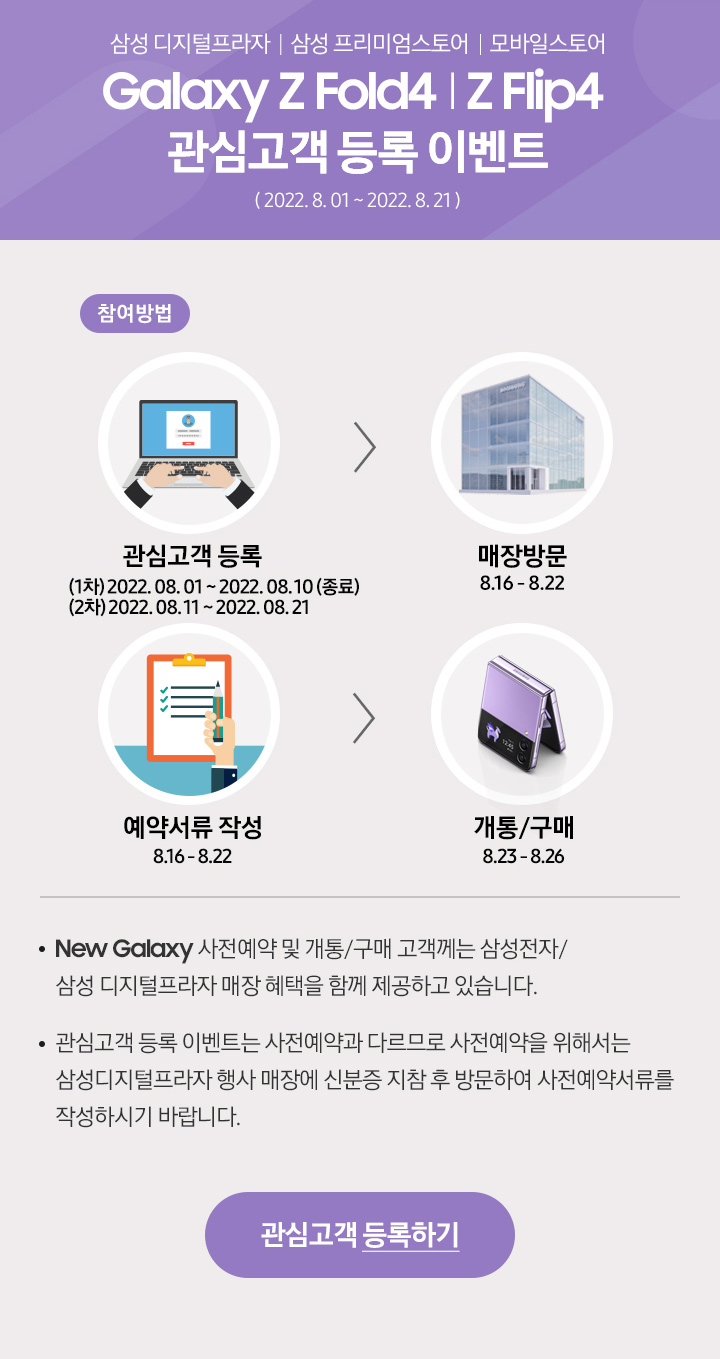 삼성 디지털프라자 | 삼성 프리미엄스토어 | 모바일스토어
Galaxy Z Fold4 | Z Flip4
관심고객 등록 이벤트
( 2022. 8. 01 ~ 2022. 8. 21 )
참여방법
관심고객 등록
(1차) 2022. 08. 01 ~ 2022. 08.10 (종료)
(2차) 2022. 08. 11 ~ 2022. 08. 21
매장방문
8.16 - 8.22
예약서류 작성
8.16 - 8.22
개통/구매
8.23 - 8.26
• New Galaxy 사전예약 및 개통/구매 고객께는 삼성전자/
삼성 디지털프라자 매장 혜택을 함께 제공하고 있습니다.
• 관심고객 등록 이벤트는 사전예약과 다르므로 사전예약을 위해서는
삼성디지털프라자 행사 매장에 신분증 지참 후 방문하여 사전예약서류를
작성하시기 바랍니다.
관심고객 등록하기